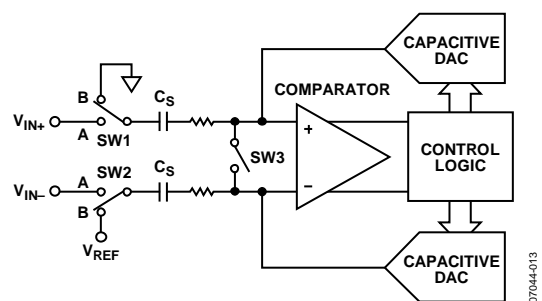 CAPACITIVE
DAC
COMPARATOR
B
CS
VIN+
A
SW1
+
SW3
CONTROL
LOGIC
SW2
CS
VIN–
A
–
B
VREF
CAPACITIVE
DAC
07044-013